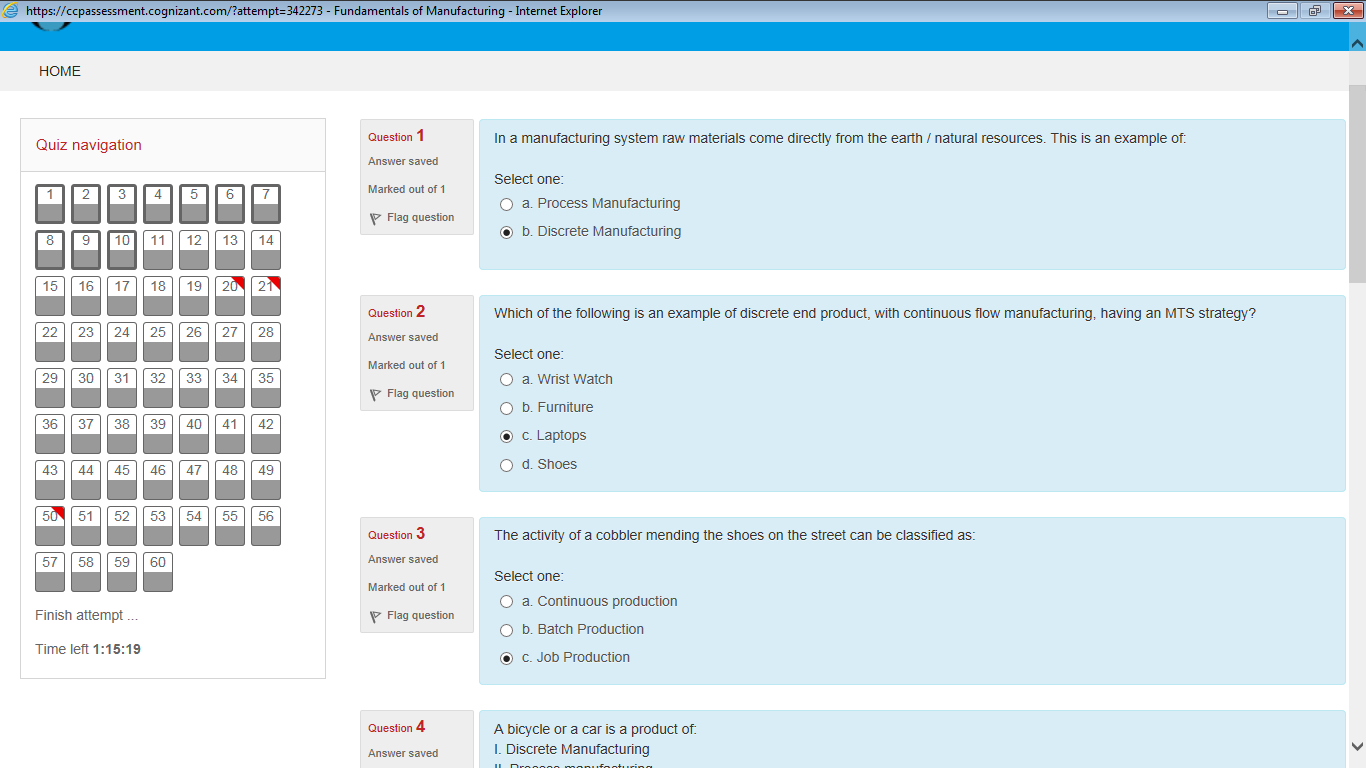 https://ccpassessment.cognizant.com/?attempt=342273 - Fundamentals of Manufacturing - Internet Explorer
HOME
Quiz navigation
1 2 3 4 5 6 7
8 9 10 11 12 13 14
15 16 17 18 19 20 21
22 23 24 25 26 27 28
29 30 31 32 33 34 35
36 37 38 39 40 41 42
43 44 45 46 47 48 49
50 51 52 53 54 55 56
57 58 59 60
Finish attempt ...
Time left 1:15:19
Question 1
Answer saved
Marked out of 1
Flag question
In a manufacturing system raw materials come directly from the earth / natural resources. This is an example of:
Select one:
a. Process Manufacturing
b. Discrete Manufacturing
Question 2
Answer saved
Marked out of 1
Flag question
Which of the following is an example of discrete end product, with continuous flow manufacturing, having an MTS strategy?
Select one:
a. Wrist Watch
b. Furniture
c. Laptops
d. Shoes
Question 3
Answer saved
Marked out of 1
Flag question
The activity of a cobbler mending the shoes on the street can be classified as:
Select one:
a. Continuous production
b. Batch Production
c. Job Production
Question 4
Answer saved
A bicycle or a car is a product of:
I. Discrete Manufacturing
II. Process manufacturing